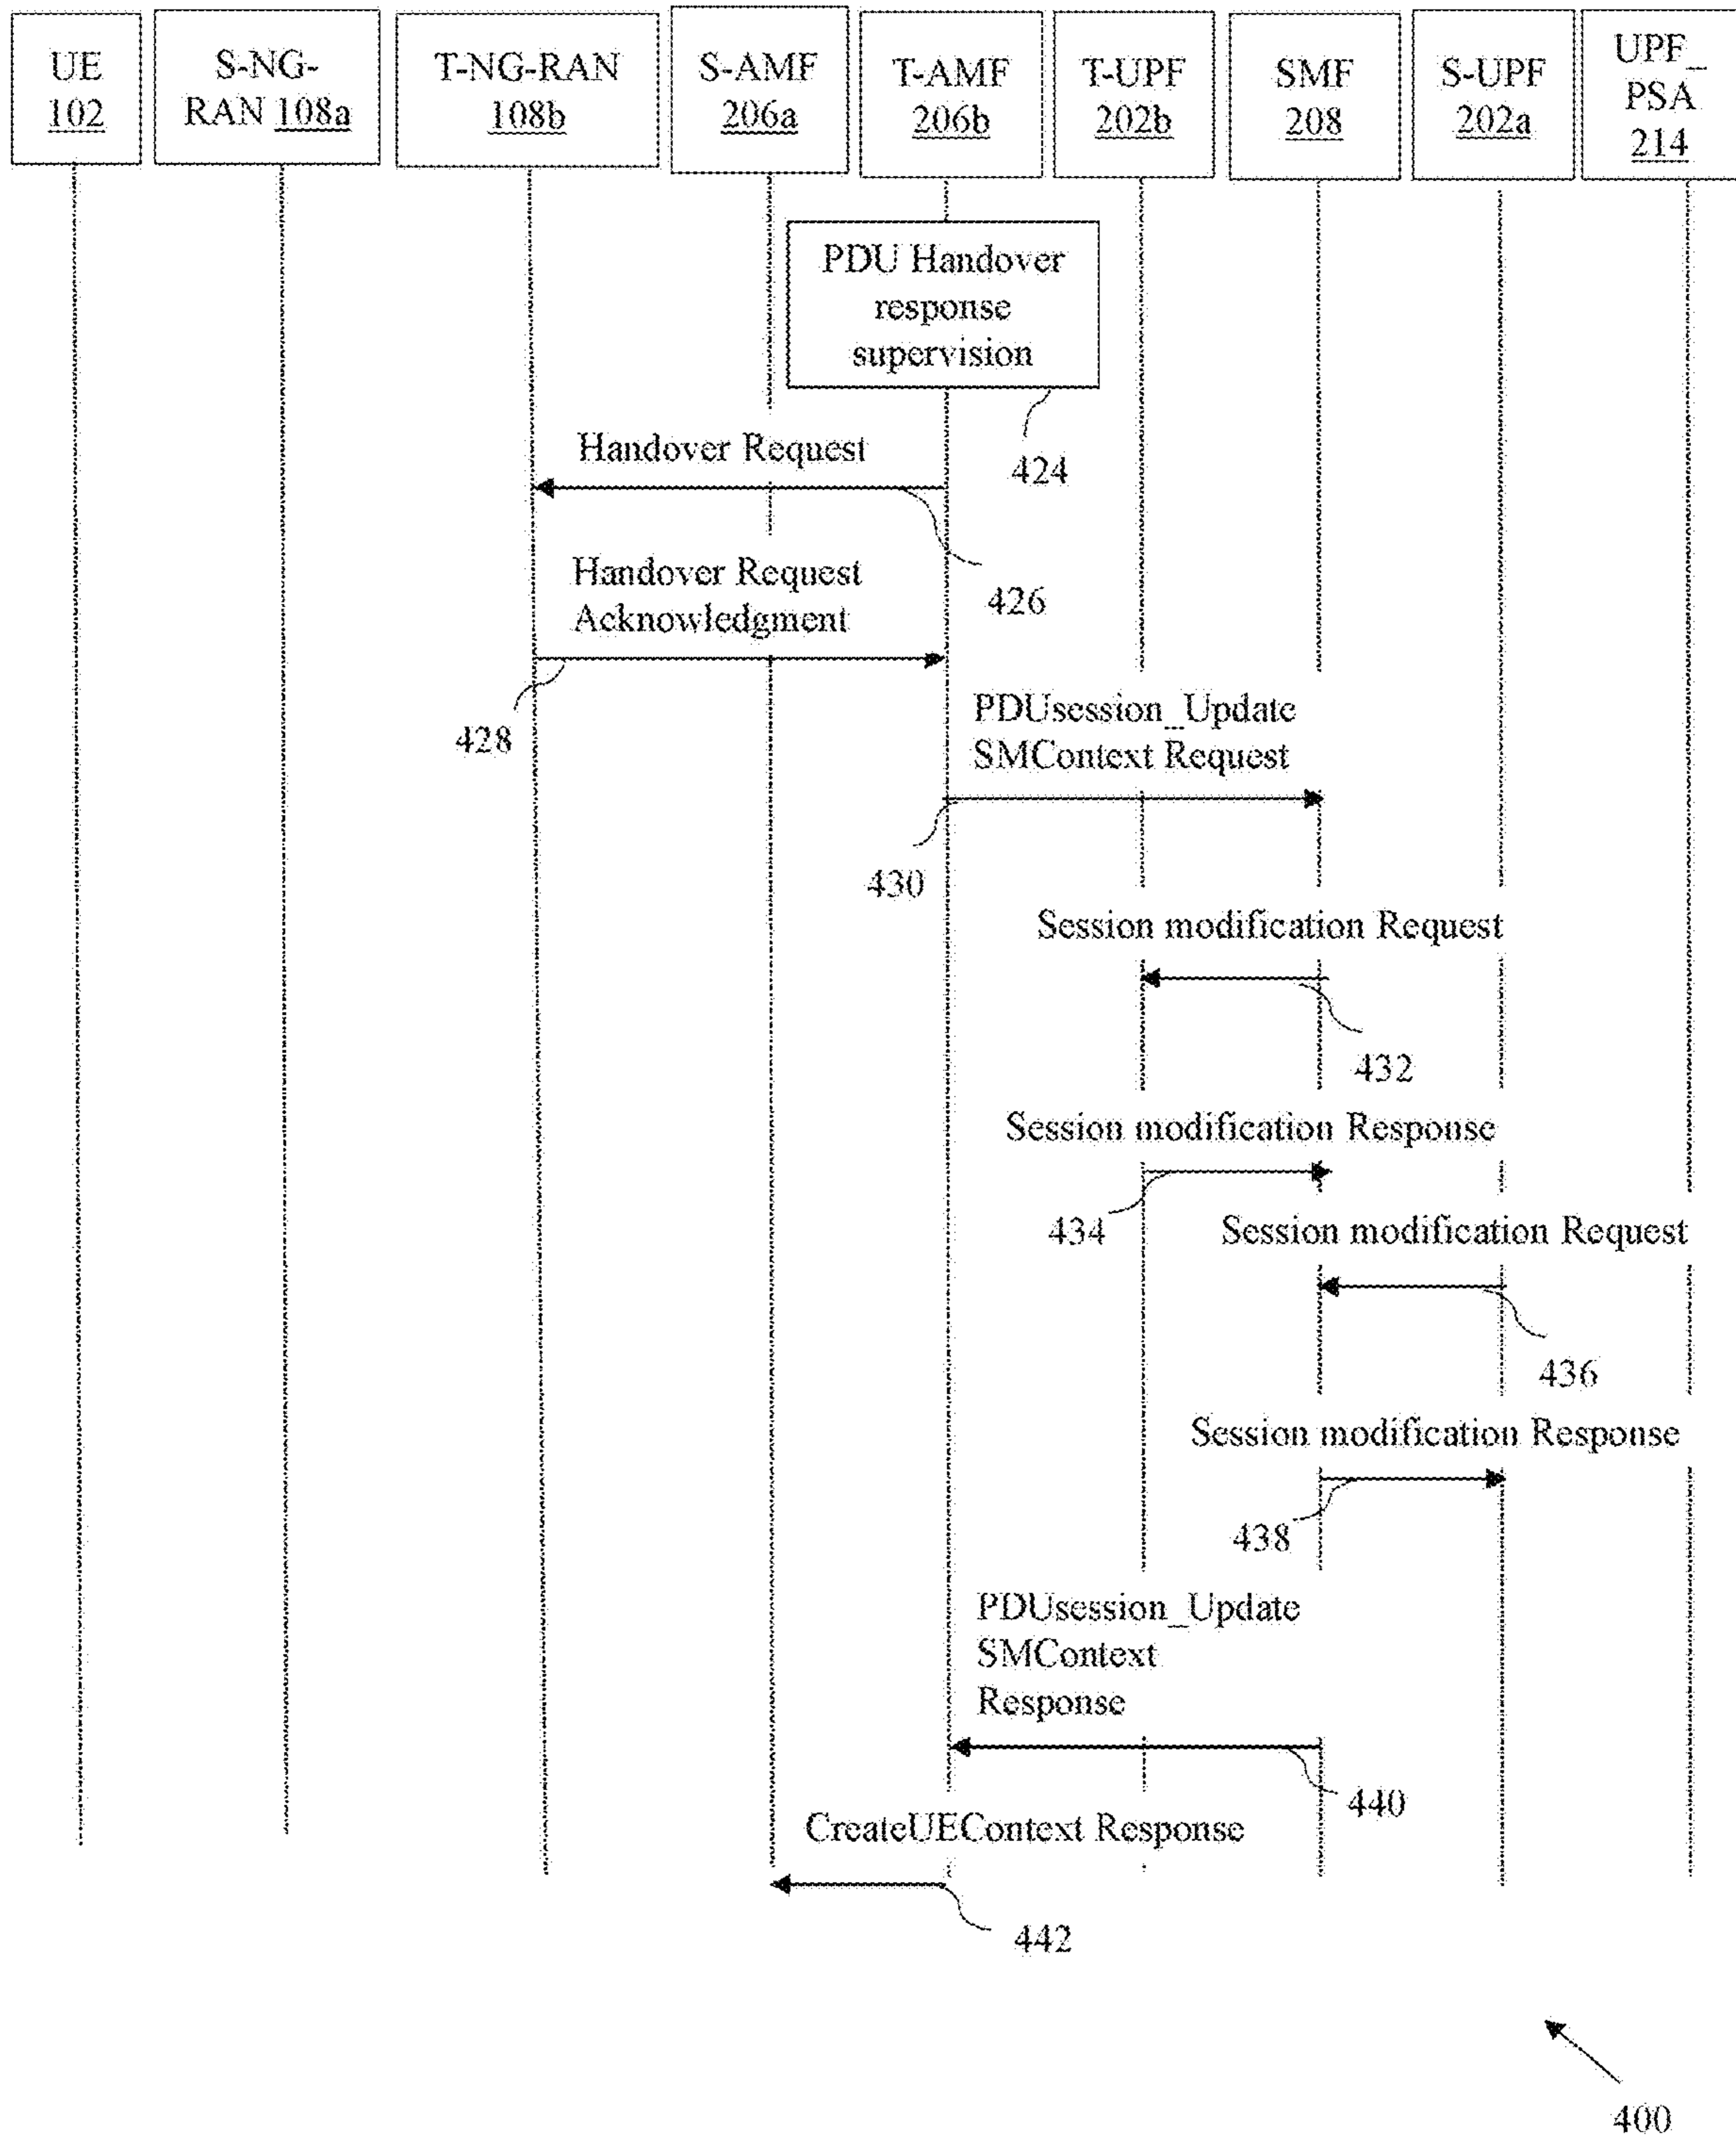 UE
102
S-NG-
RAN 108a
T-NG-RAN
108b
S-AMF
206a
T-AMF
206b
T-UPF
202b
SMF
208
S-UPF
202a
UPF_
PSA
214
PDU Handover
response
supervision
424
Handover Request
426
Handover Request
Acknowledgment
428
PDUsession_Update
SMContext Request
430
Session modification Request
432
Session modification Response
434
Session modification Request
436
Session modification Response
438
PDUsession_Update
SMContext
Response
440
CreateUEContext Response
442
400